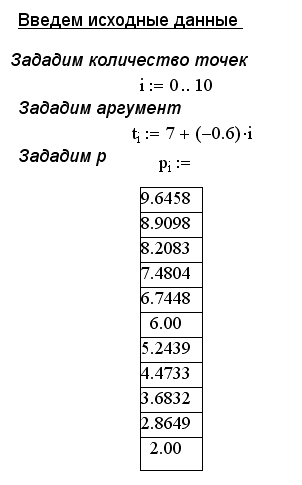 Введем исходные данные
Зададим количество точек
i := 0 .. 10
Зададим аргумент
tᵢ := 7 + (−0.6)·i
Зададим р
pᵢ :=
9.6458
8.9098
8.2083
7.4804
6.7448
6.00
5.2439
4.4733
3.6832
2.8649
2.00